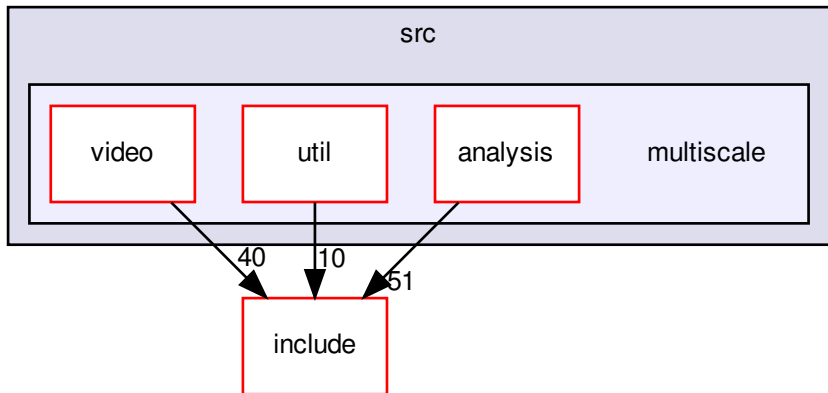 src
video
util
analysis
multiscale
40
10
51
include